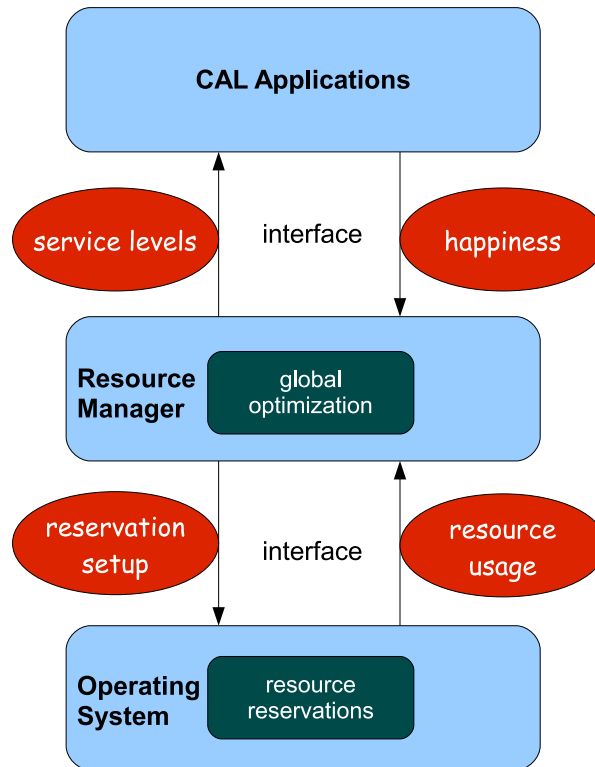 CAL Applications
service levels
interface
happiness
Resource
Manager
global
optimization
reservation
setup
interface
resource
usage
Operating
System
resource
reservations